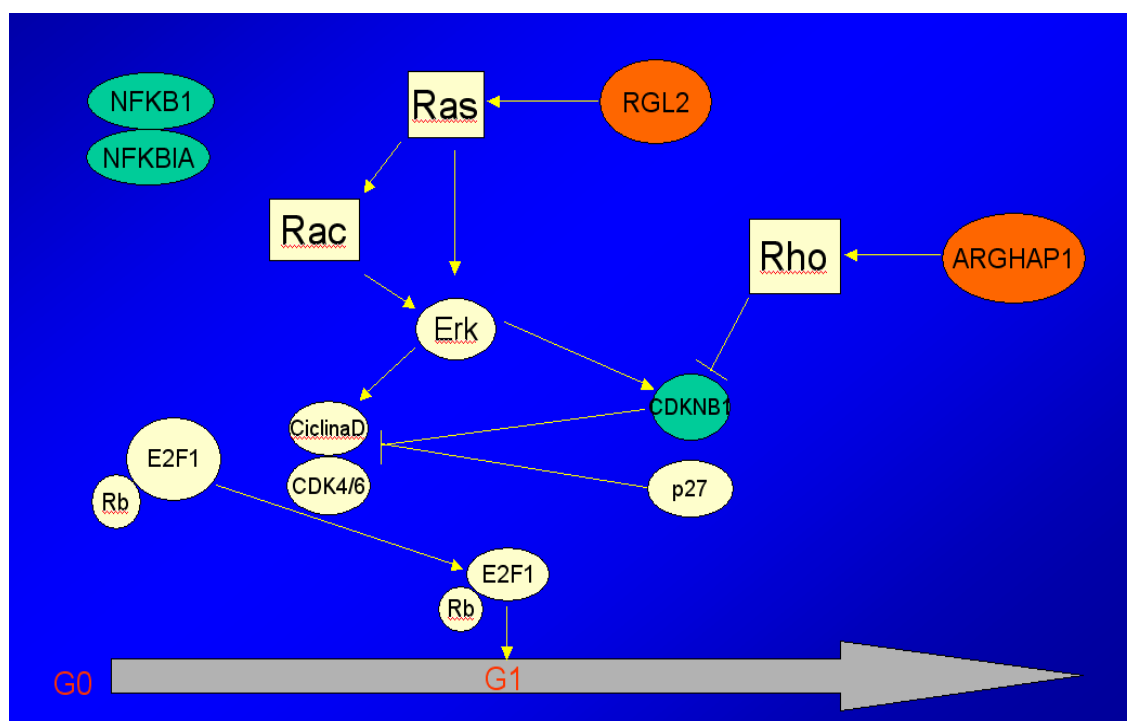 NFKB1
NFKBIA
Ras
RGL2
Rac
Rho
ARGHAP1
Erk
CiclinaD
CDK4/6
CDKNB1
p27
E2F1
Rb
E2F1
Rb
G0
G1